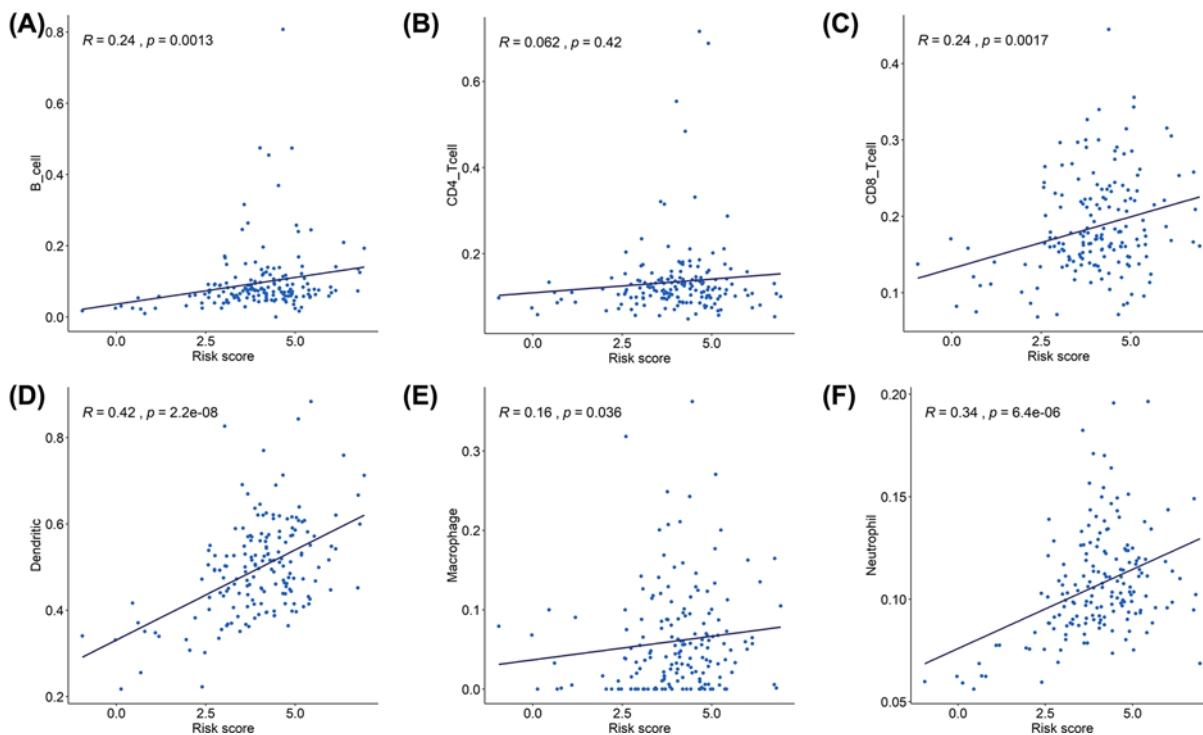 (A)
R = 0.24 , p = 0.0013
B_cell
0.8
0.6
0.4
0.2
0.0
0.0 2.5 5.0
Risk score
(B)
R = 0.062 , p = 0.42
CD4_Tcell
0.6
0.4
0.2
0.0 2.5 5.0
Risk score
(C)
R = 0.24 , p = 0.0017
CD8_Tcell
0.4
0.3
0.2
0.1
0.0 2.5 5.0
Risk score
(D)
R = 0.42 , p = 2.2e-08
Dendritic
0.8
0.6
0.4
0.2
0.0 2.5 5.0
Risk score
(E)
R = 0.16 , p = 0.036
Macrophage
0.3
0.2
0.1
0.0
0.0 2.5 5.0
Risk score
(F)
R = 0.34 , p = 6.4e-06
Neutrophil
0.20
0.15
0.10
0.05
0.0 2.5 5.0
Risk score